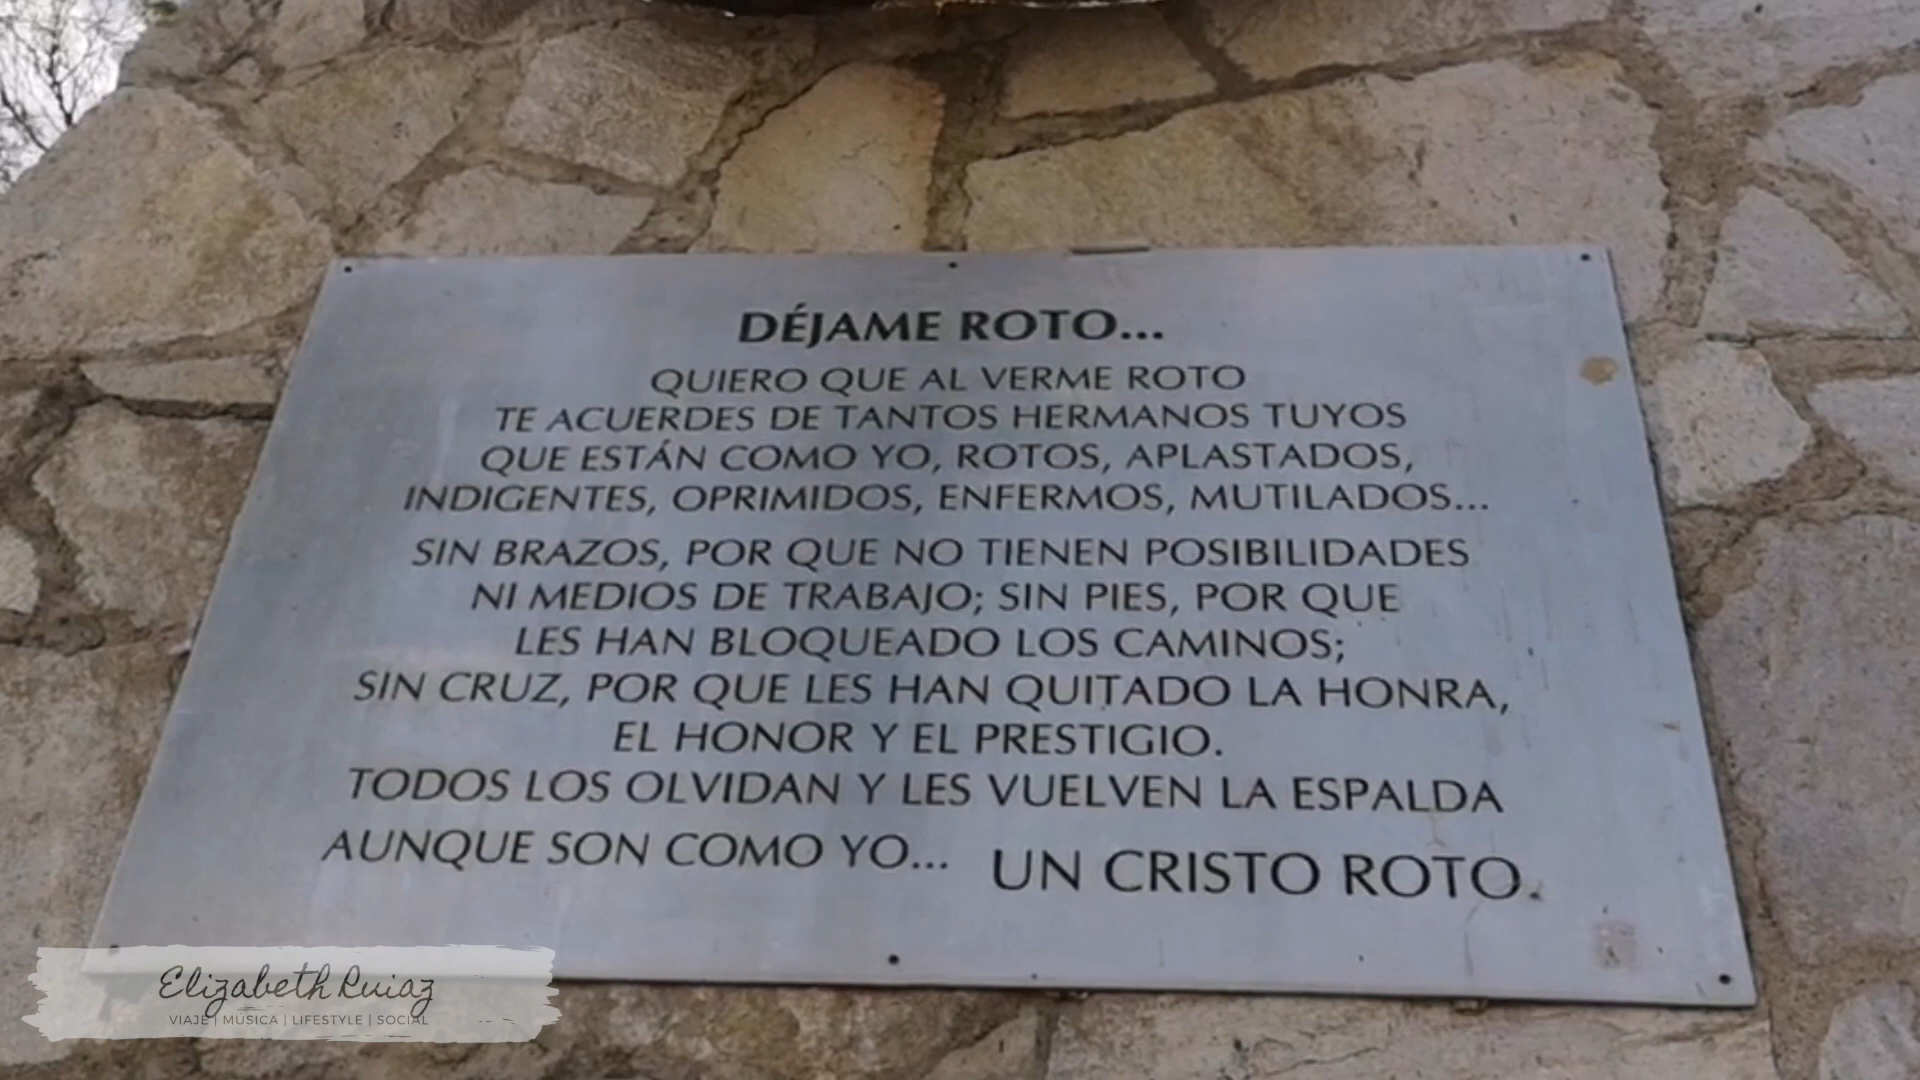 DÉJAME ROTO...
QUIERO QUE AL VERME ROTO
TE ACUERDES DE TANTOS HERMANOS TUYOS
QUE ESTÁN COMO YO, ROTOS, APLASTADOS,
INDIGENTES, OPRIMIDOS, ENFERMOS, MUTILADOS...
SIN BRAZOS, POR QUE NO TIENEN POSIBILIDADES
NI MEDIOS DE TRABAJO; SIN PIES, POR QUE
LES HAN BLOQUEADO LOS CAMINOS;
SIN CRUZ, POR QUE LES HAN QUITADO LA HONRA,
EL HONOR Y EL PRESTIGIO.
TODOS LOS OLVIDAN Y LES VUELVEN LA ESPALDA
AUNQUE SON COMO YO... UN CRISTO ROTO.
Elizabeth Ruiaz
VIAJE | MÚSICA | LIFESTYLE | SOCIAL